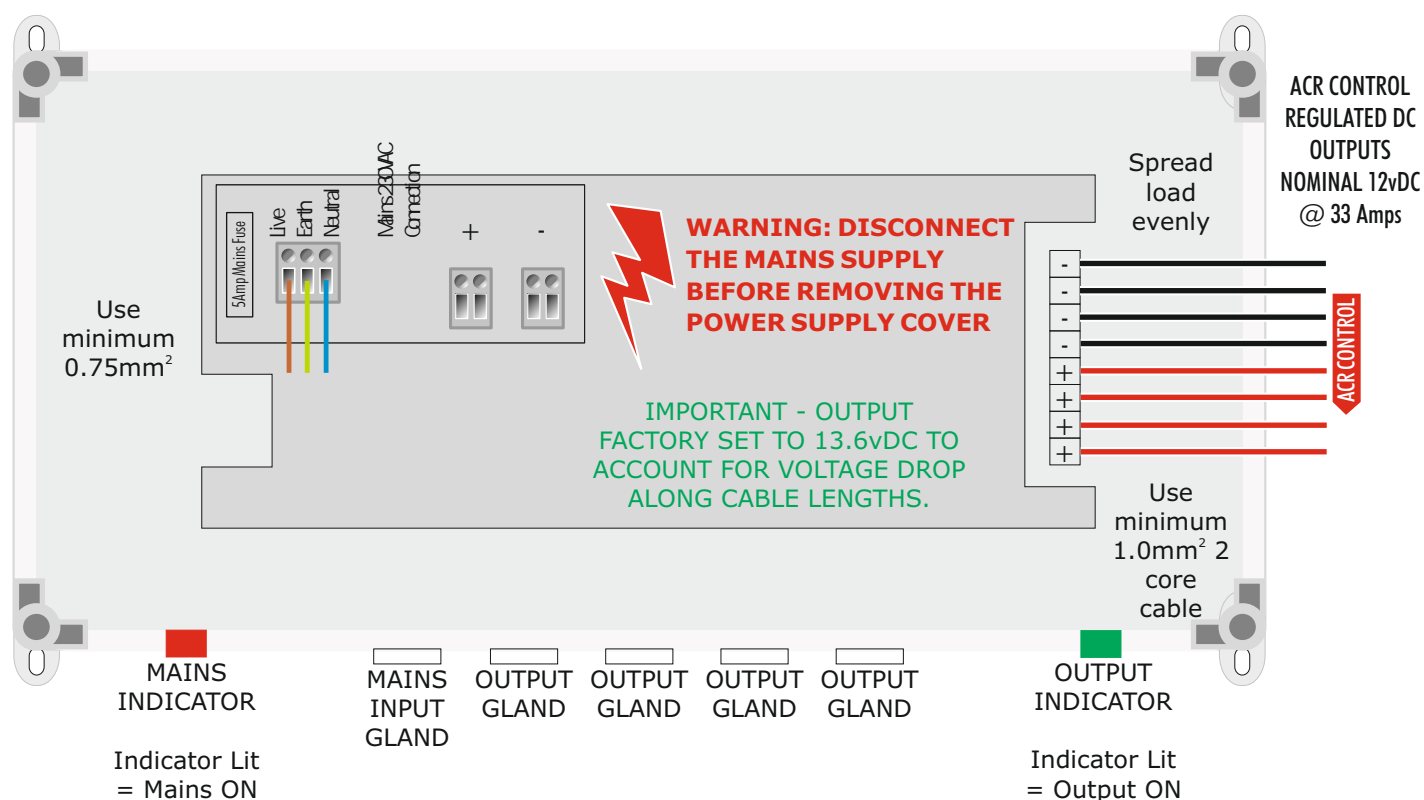 ACR CONTROL
REGULATED DC
OUTPUTS
NOMINAL 12vDC
@ 33 Amps
Spread
load
evenly
5Amp Mains Fuse
Live
Earth
Neutral
Mains 230VAC
Connection
+
-
WARNING: DISCONNECT
THE MAINS SUPPLY
BEFORE REMOVING THE
POWER SUPPLY COVER
Use
minimum
0.75mm²
-
-
-
-
+
+
+
+
ACR CONTROL
IMPORTANT - OUTPUT
FACTORY SET TO 13.6vDC TO
ACCOUNT FOR VOLTAGE DROP
ALONG CABLE LENGTHS.
Use
minimum
1.0mm² 2
core
cable
MAINS
INDICATOR
Indicator Lit
= Mains ON
MAINS
INPUT
GLAND
OUTPUT
GLAND
OUTPUT
GLAND
OUTPUT
GLAND
OUTPUT
GLAND
OUTPUT
INDICATOR
Indicator Lit
= Output ON